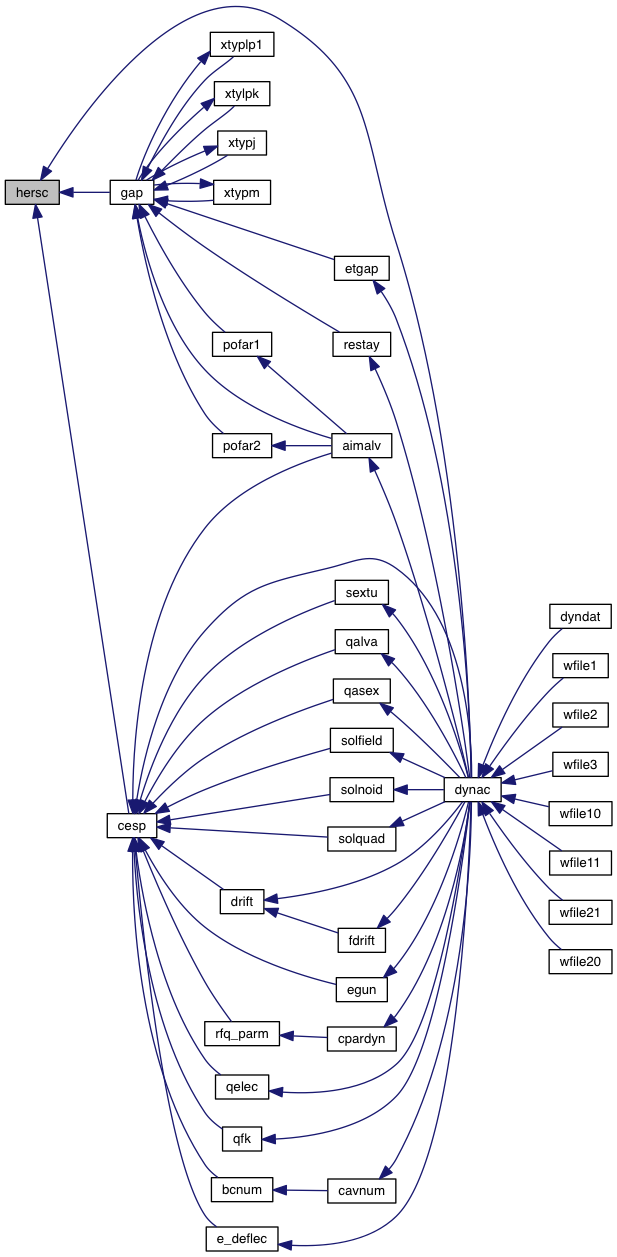 xtyplp1
xtylpk
xtypj
hersc
gap
xtypm
etgap
pofar1
restay
pofar2
aimalv
sextu
dyndat
qalva
wfile1
qasex
wfile2
solfield
wfile3
solnoid
dynac
wfile10
cesp
solquad
wfile11
drift
wfile21
fdrift
wfile20
egun
rfq_parm
cpardyn
qelec
qfk
bcnum
cavnum
e_deflec